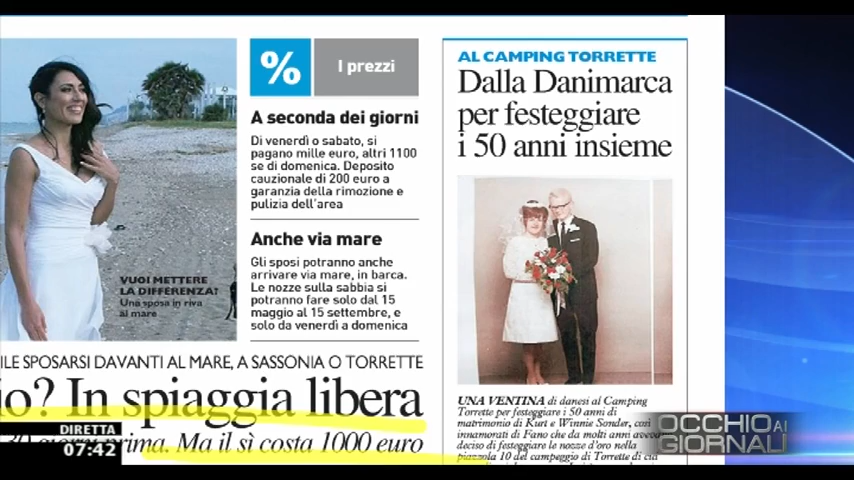 %
I prezzi
A seconda dei giorni
Di venerdì o sabato, si
pagano mille euro, altri 1100
se di domenica. Deposito
cauzionale di 200 euro a
garanzia della rimozione e
pulizia dell'area
Anche via mare
Gli sposi potranno anche
arrivare via mare, in barca.
Le nozze sulla sabbia si
potranno fare solo dal 15
maggio al 15 settembre, e
solo da venerdì a domenica
VUOI METTERE
LA DIFFERENZA?
Una sposa in riva
al mare
ILE SPOSARSI DAVANTI AL MARE, A SASSONIA O TORRETTE
io? In spiaggia libera
prima. Ma il sì costa 1000 euro
AL CAMPING TORRETTE
Dalla Danimarca
per festeggiare
i 50 anni insieme
UNA VENTINA di danesi al Camping
Torrette per festeggiare i 50 anni di
matrimonio di Kurt e Winnie Sonder, così
innamorati di Fano che da molti anni
deciso di festeggiare le nozze d'oro nella
piazzola 10 del campeggio di Torrette di
DIRETTA
07:42
OCCHIO AI
GIORNALI